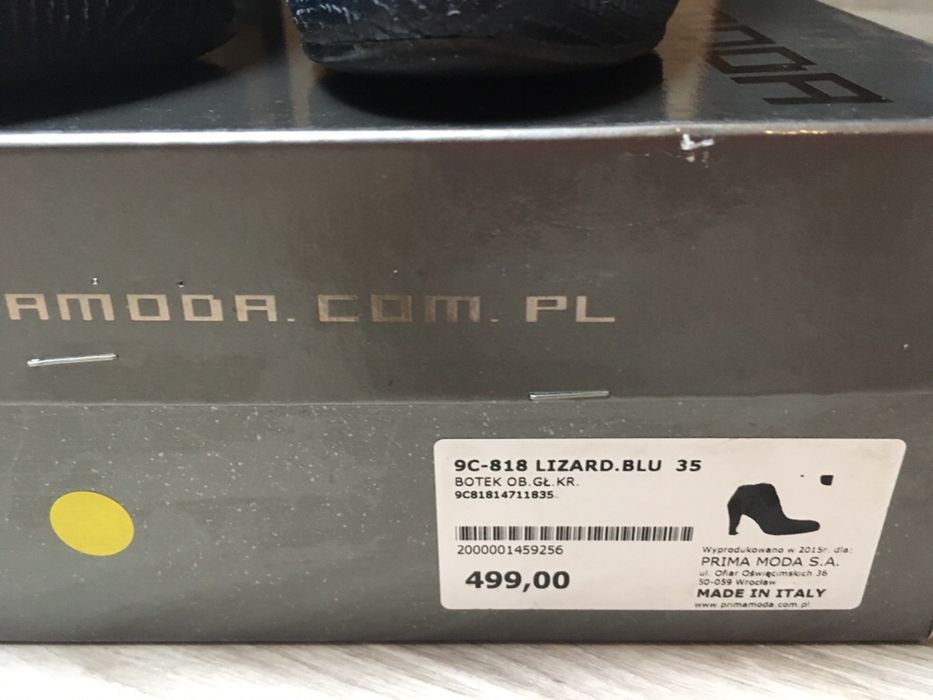 ODA
AMODA.COM.PL
9C-818 LIZARD.BLU 35
BOTEK OB.GŁ.KR.
9C81814711835.
2000001459256
499,00
Wyprodukowano w 2015r. dla:
PRIMA MODA S.A.
ul. Ofiar Oświęcimskich 36
50-059 Wrocław
MADE IN ITALY
www.primamoda.com.pl